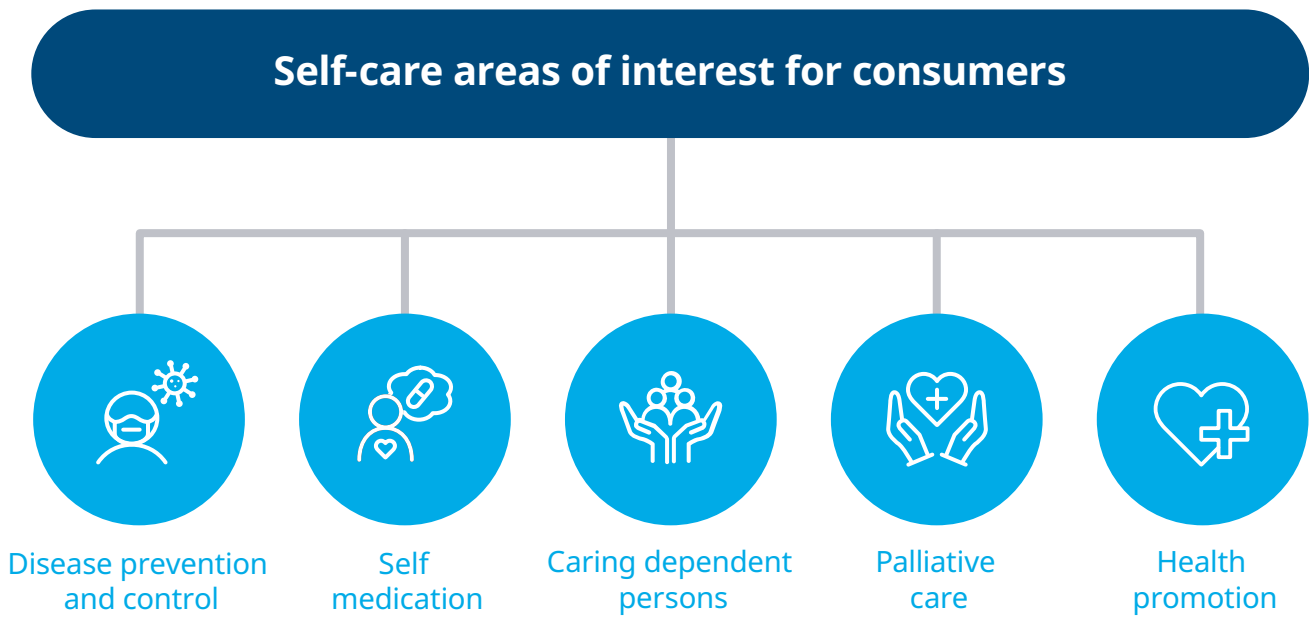 Self-care areas of interest for consumers
Disease prevention
and control
Self
medication
Caring dependent
persons
Palliative
care
Health
promotion